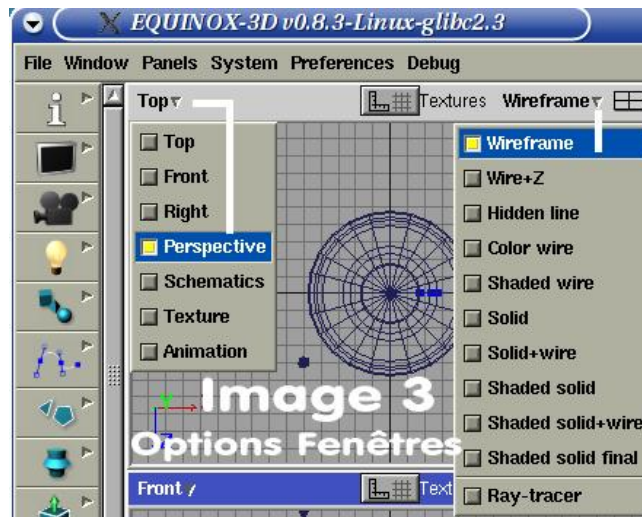 EQUINOX-3D v0.8.3-Linux-glibc2.3
File Window Panels System Preferences Debug
Top Textures Wireframe
Top
Front
Right
Perspective
Schematics
Texture
Animation
Wireframe
Wire+Z
Hidden line
Color wire
Shaded wire
Solid
Solid+wire
Shaded solid
Shaded solid+wire
Shaded solid final
Ray-tracer
Y
Z
Image 3
Options Fenêtres
Front Text